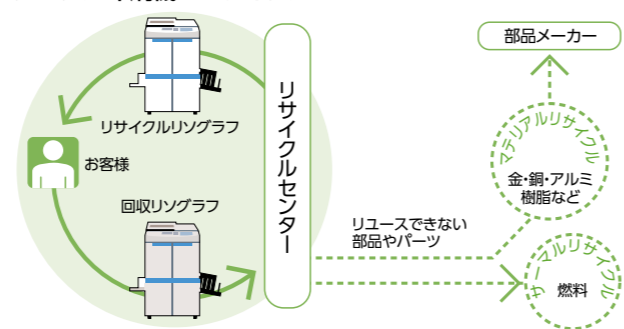 リサイクルリソグラフ
お客様
回収リソグラフ
リサイクルセンター
リユースできない
部品やパーツ
部品メーカー
マテリアルリサイクル
金・銅・アルミ
樹脂など
サーマルリサイクル
燃料